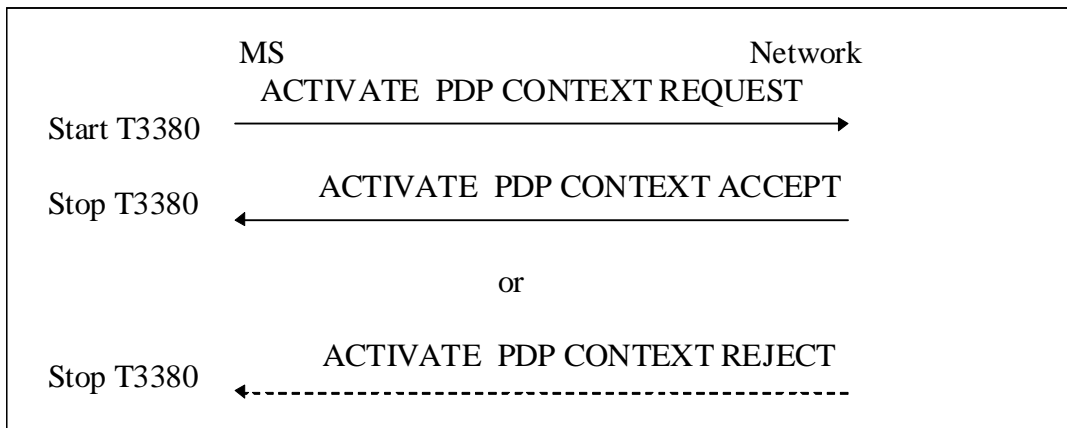 MS Network
ACTIVATE PDP CONTEXT REQUEST
Start T3380
ACTIVATE PDP CONTEXT ACCEPT
Stop T3380
or
ACTIVATE PDP CONTEXT REJECT
Stop T3380